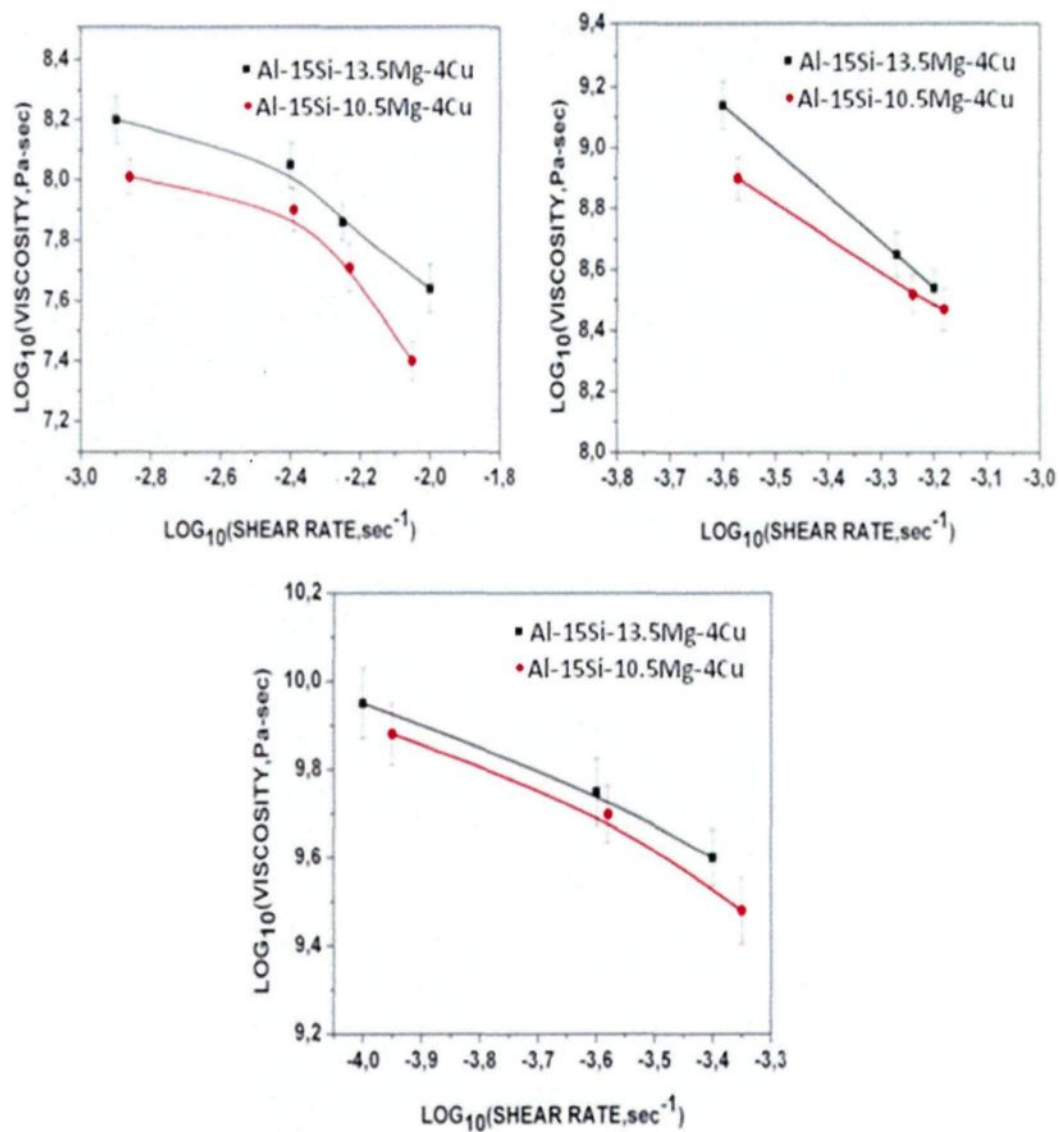 8,4
8,2
8,0
7,8
7,6
7,4
7,2
LOG10(VISCOSITY,Pa-sec)
Al-15Si-13.5Mg-4Cu
Al-15Si-10.5Mg-4Cu
-3,0 -2,8 -2,6 -2,4 -2,2 -2,0 -1,8
LOG10(SHEAR RATE,sec-1)
9,4
9,2
9,0
8,8
8,6
8,4
8,2
8,0
LOG10(VISCOSITY,Pa-sec)
Al-15Si-13.5Mg-4Cu
Al-15Si-10.5Mg-4Cu
-3,8 -3,7 -3,6 -3,5 -3,4 -3,3 -3,2 -3,1 -3,0
LOG10(SHEAR RATE,sec-1)
10,2
10,0
9,8
9,6
9,4
9,2
LOG10(VISCOSITY,Pa-sec)
Al-15Si-13.5Mg-4Cu
Al-15Si-10.5Mg-4Cu
-4,0 -3,9 -3,8 -3,7 -3,6 -3,5 -3,4 -3,3
LOG10(SHEAR RATE,sec-1)